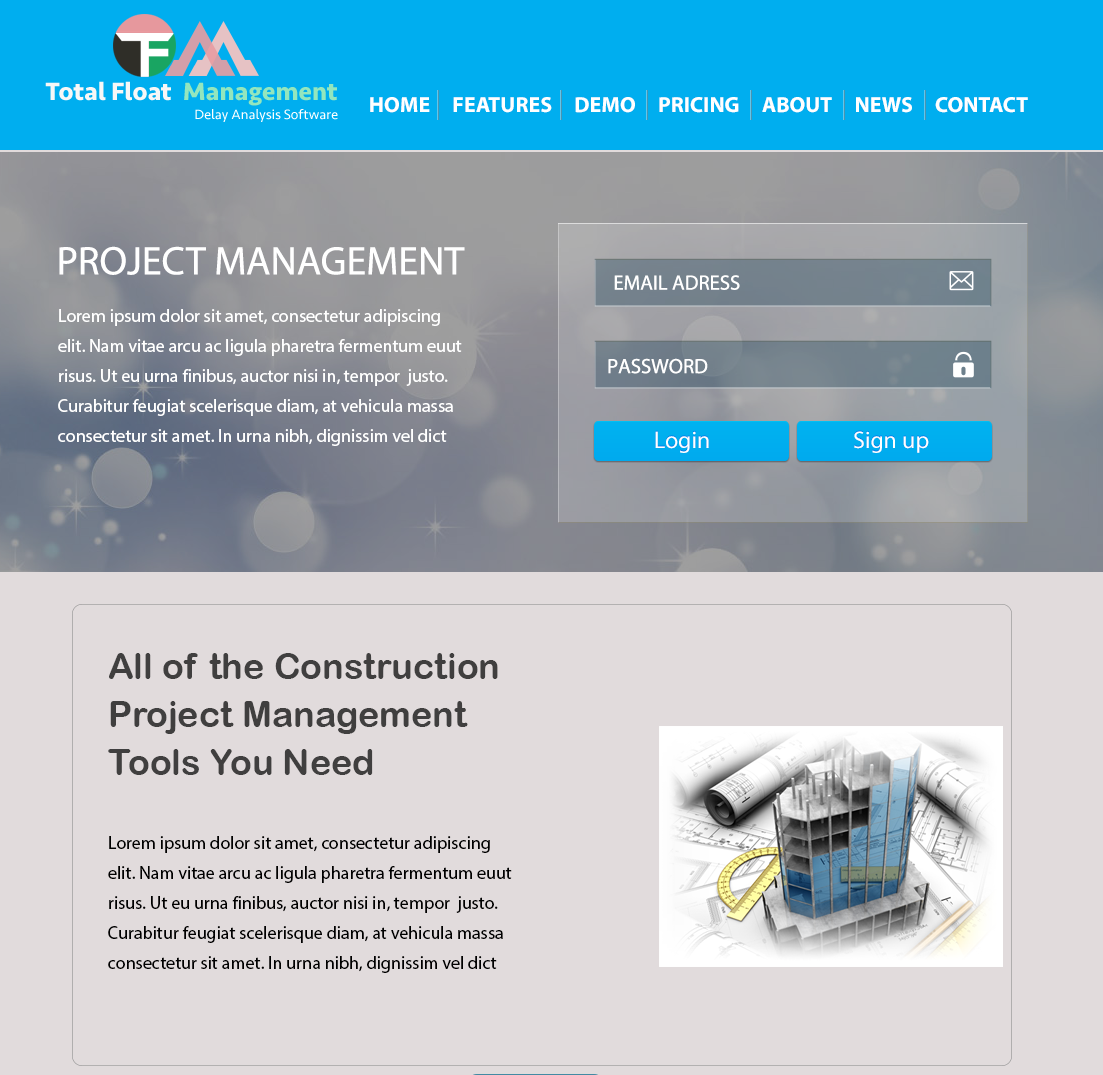 TFM
Total Float Management
Delay Analysis Software
HOME FEATURES DEMO PRICING ABOUT NEWS CONTACT
PROJECT MANAGEMENT
Lorem ipsum dolor sit amet, consectetur adipiscing
elit. Nam vitae arcu ac ligula pharetra fermentum euut
risus. Ut eu urna finibus, auctor nisi in, tempor justo.
Curabitur feugiat scelerisque diam, at vehicula massa
consectetur sit amet. In urna nibh, dignissim vel dict
EMAIL ADRESS
PASSWORD
Login Sign up
All of the Construction
Project Management
Tools You Need
Lorem ipsum dolor sit amet, consectetur adipiscing
elit. Nam vitae arcu ac ligula pharetra fermentum euut
risus. Ut eu urna finibus, auctor nisi in, tempor justo.
Curabitur feugiat scelerisque diam, at vehicula massa
consectetur sit amet. In urna nibh, dignissim vel dict